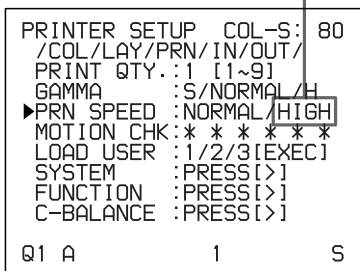 PRINTER SETUP COL-S: 80
/COL/LAY/PRN/IN/OUT/
PRINT QTY.:1 [1~9]
GAMMA :S/NORMAL/H
▶PRN SPEED :NORMAL/HIGH
MOTION CHK:* * * * * *
LOAD USER :1/2/3[EXEC]
SYSTEM :PRESS[>]
FUNCTION :PRESS[>]
C-BALANCE :PRESS[>]
Q1 A 1 S